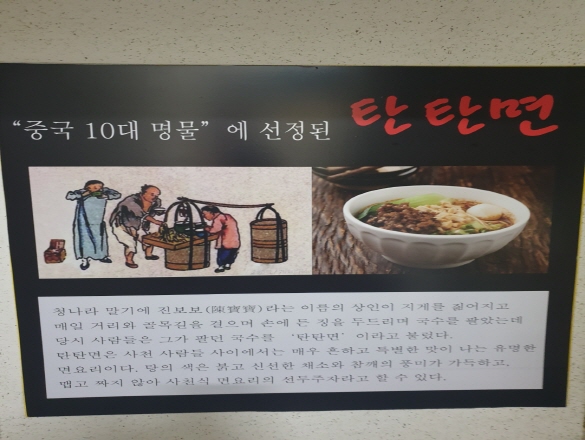 “중국 10대 명물” 에 선정된 탄탄면
청나라 말기에 진보보(陳寶寶)라는 이름의 상인이 지게를 짊어지고
매일 거리와 골목길을 걸으며 손에 든 징을 두드리며 국수를 팔았는데
당시 사람들은 그가 팔던 국수를 ‘탄탄면’ 이라고 불렀다.
탄탄면은 사천 사람들 사이에서는 매우 흔하고 특별한 맛이 나는 유명한
면요리이다. 탕의 색은 붉고 신선한 채소와 참깨의 풍미가 가득하고,
맵고 짜지 않아 사천식 면요리의 선두주자라고 할 수 있다.